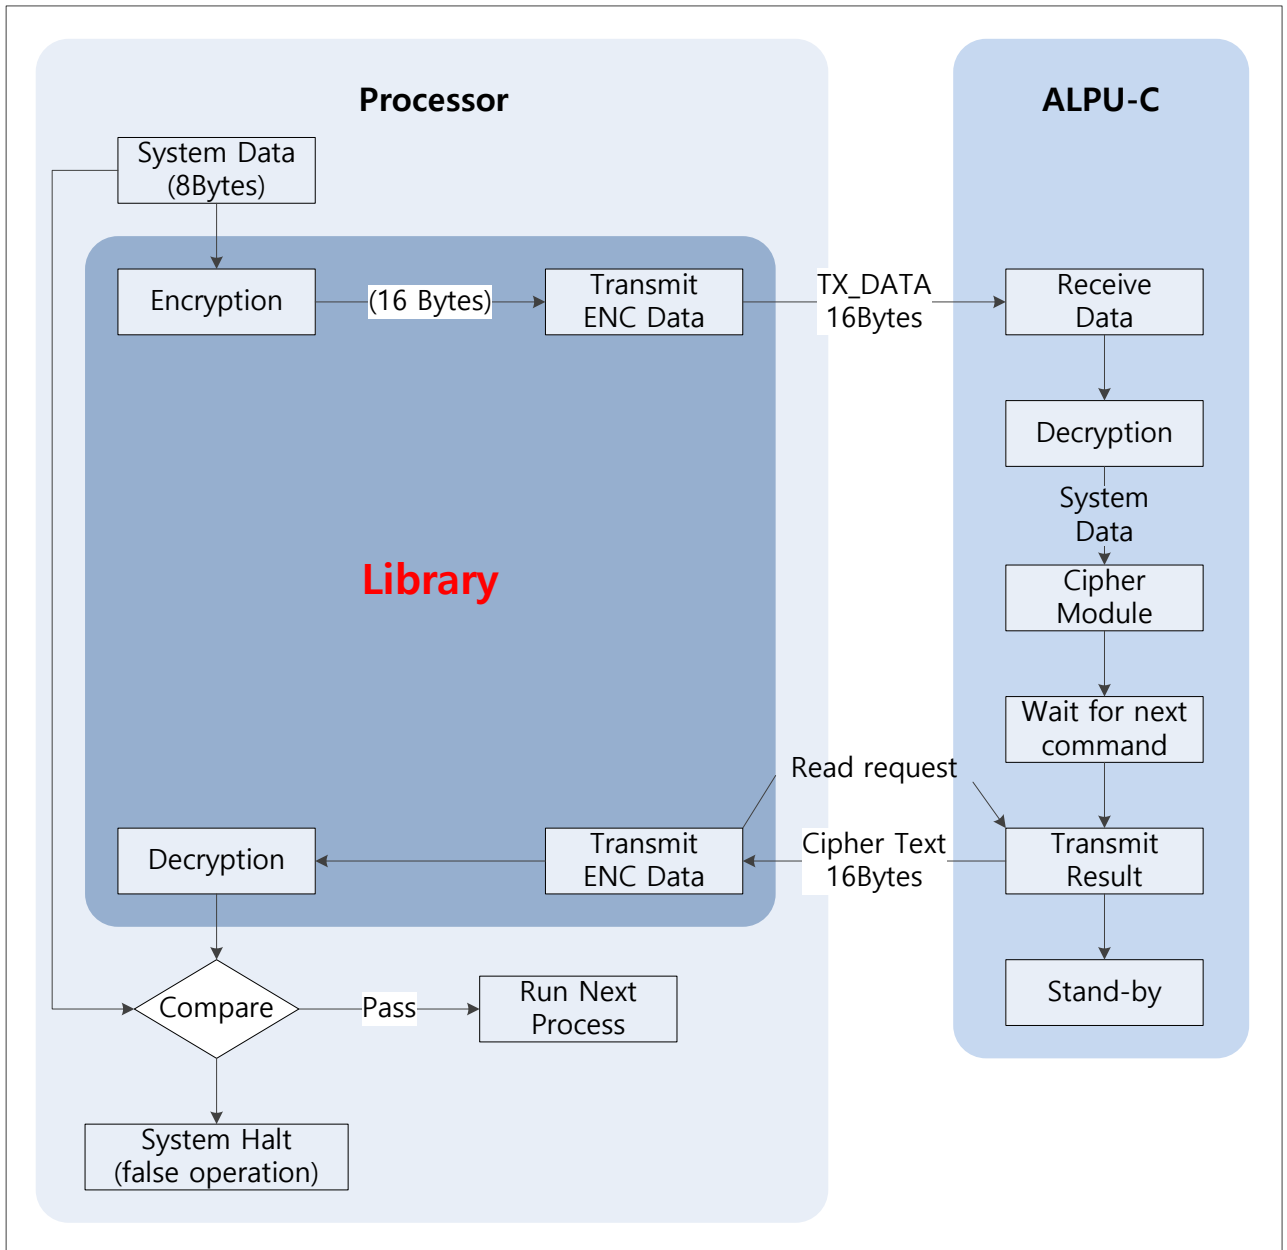 Processor
ALPU-C
System Data
(8Bytes)
Encryption
(16 Bytes)
Transmit
ENC Data
TX_DATA
16Bytes
Receive
Data
Decryption
System
Data
Library
Cipher
Module
Wait for next
command
Read request
Decryption
Transmit
ENC Data
Cipher Text
16Bytes
Transmit
Result
Compare
Pass
Run Next
Process
Stand-by
System Halt
(false operation)